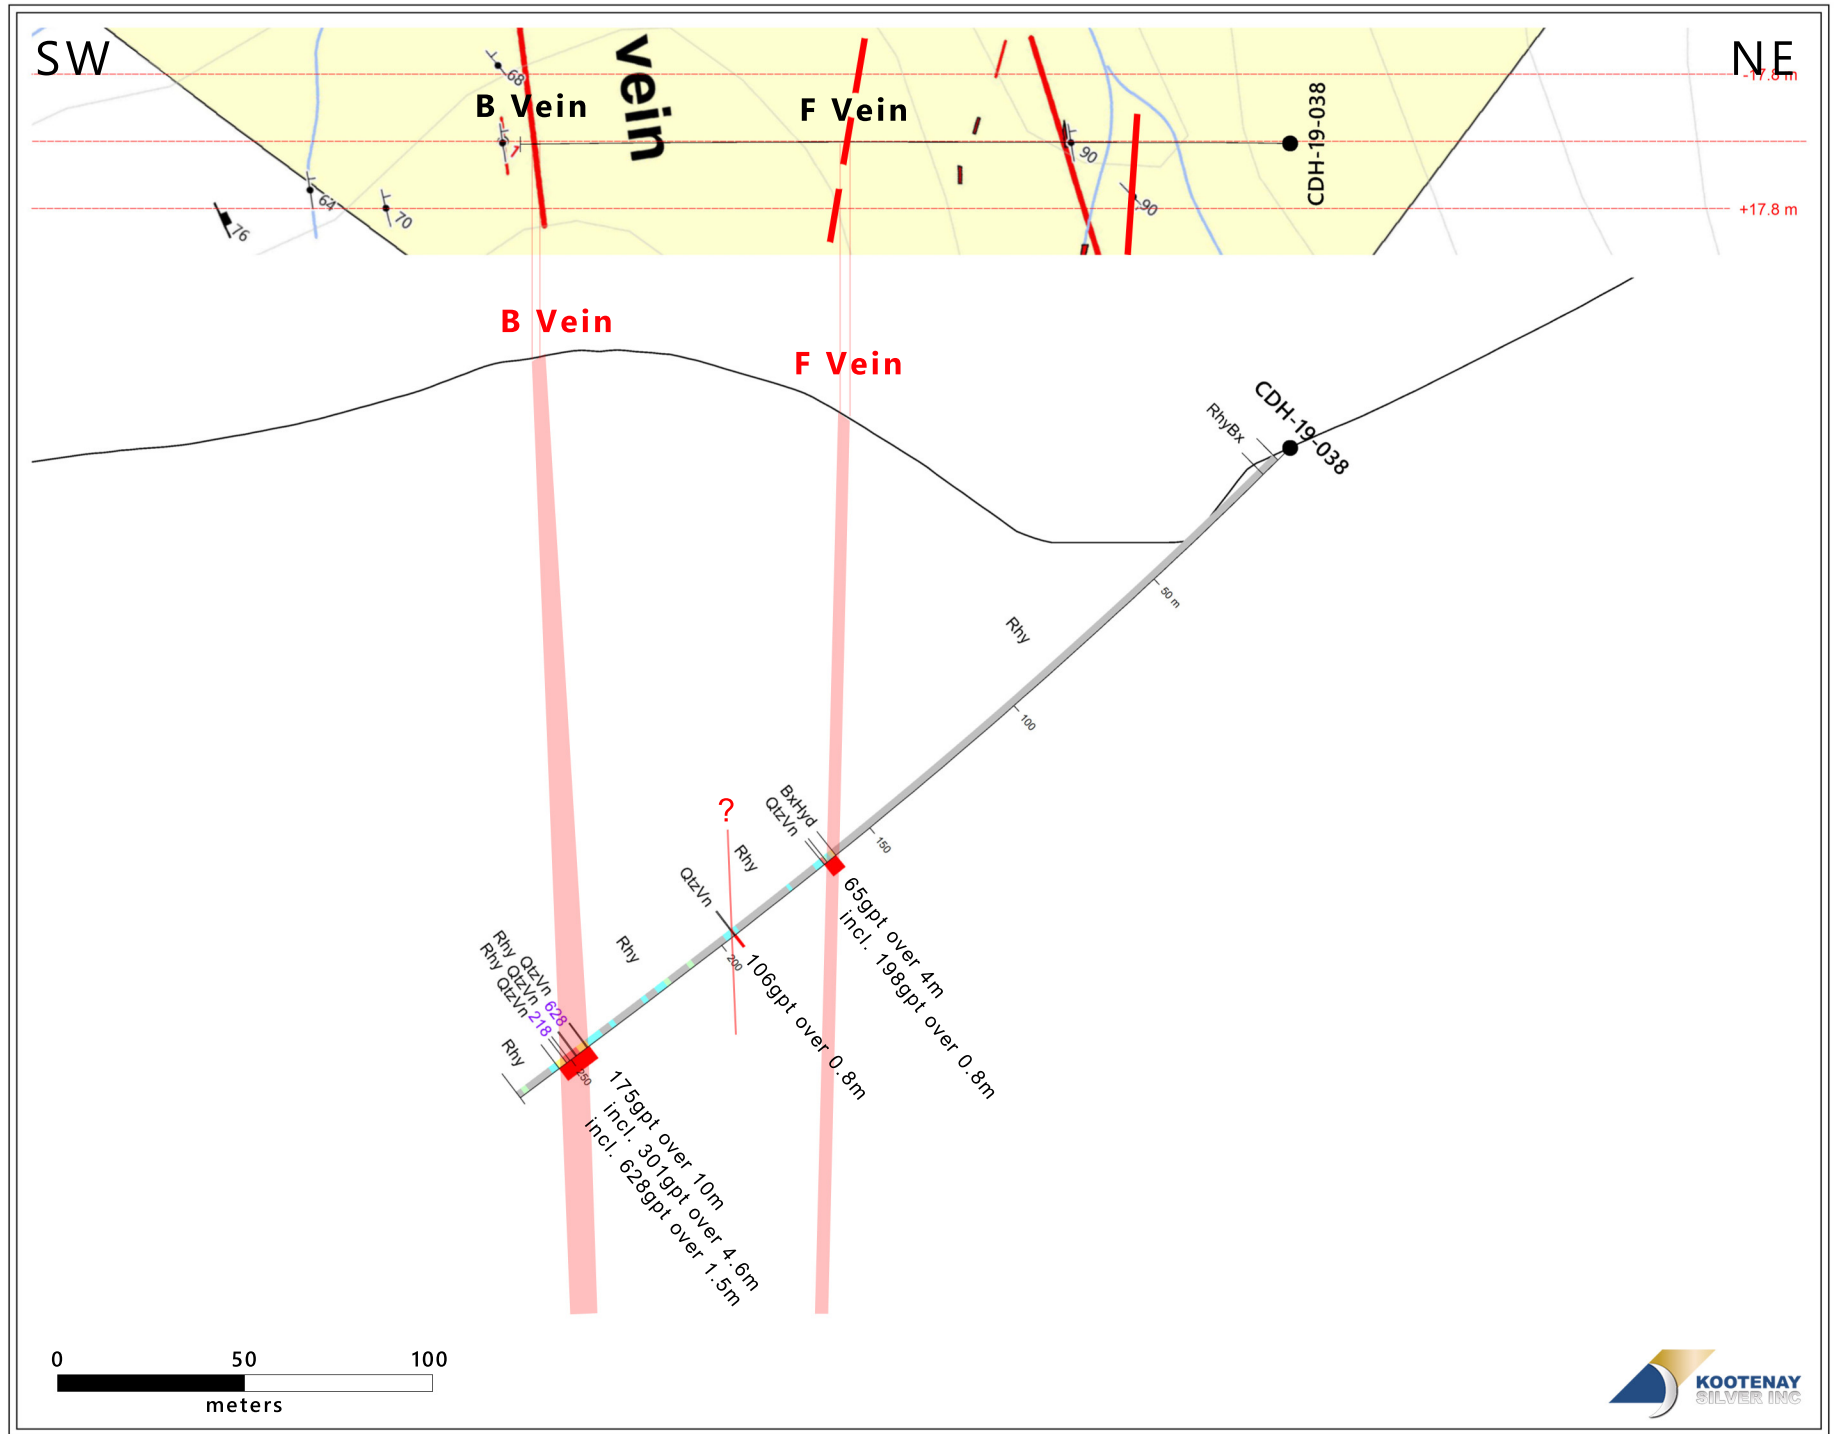 SW
NE
-17.8 m
68
vein
B Vein
F Vein
CDH-19-038
90
64
70
76
90
+17.8 m
B Vein
F Vein
CDH-19-038
RhyBx
50 m
Rhy
100
BxHyd
QtzVn
150
?
Rhy
QtzVn
65gpt over 4m
incl. 198gpt over 0.8m
Rhy
200
106gpt over 0.8m
Rhy QtzVn 628
Rhy QtzVn
QtzVn 218
Rhy
250
175gpt over 10m
incl. 301gpt over 4.6m
incl. 628gpt over 1.5m
0 50 100
meters
KOOTENAY
SILVER INC